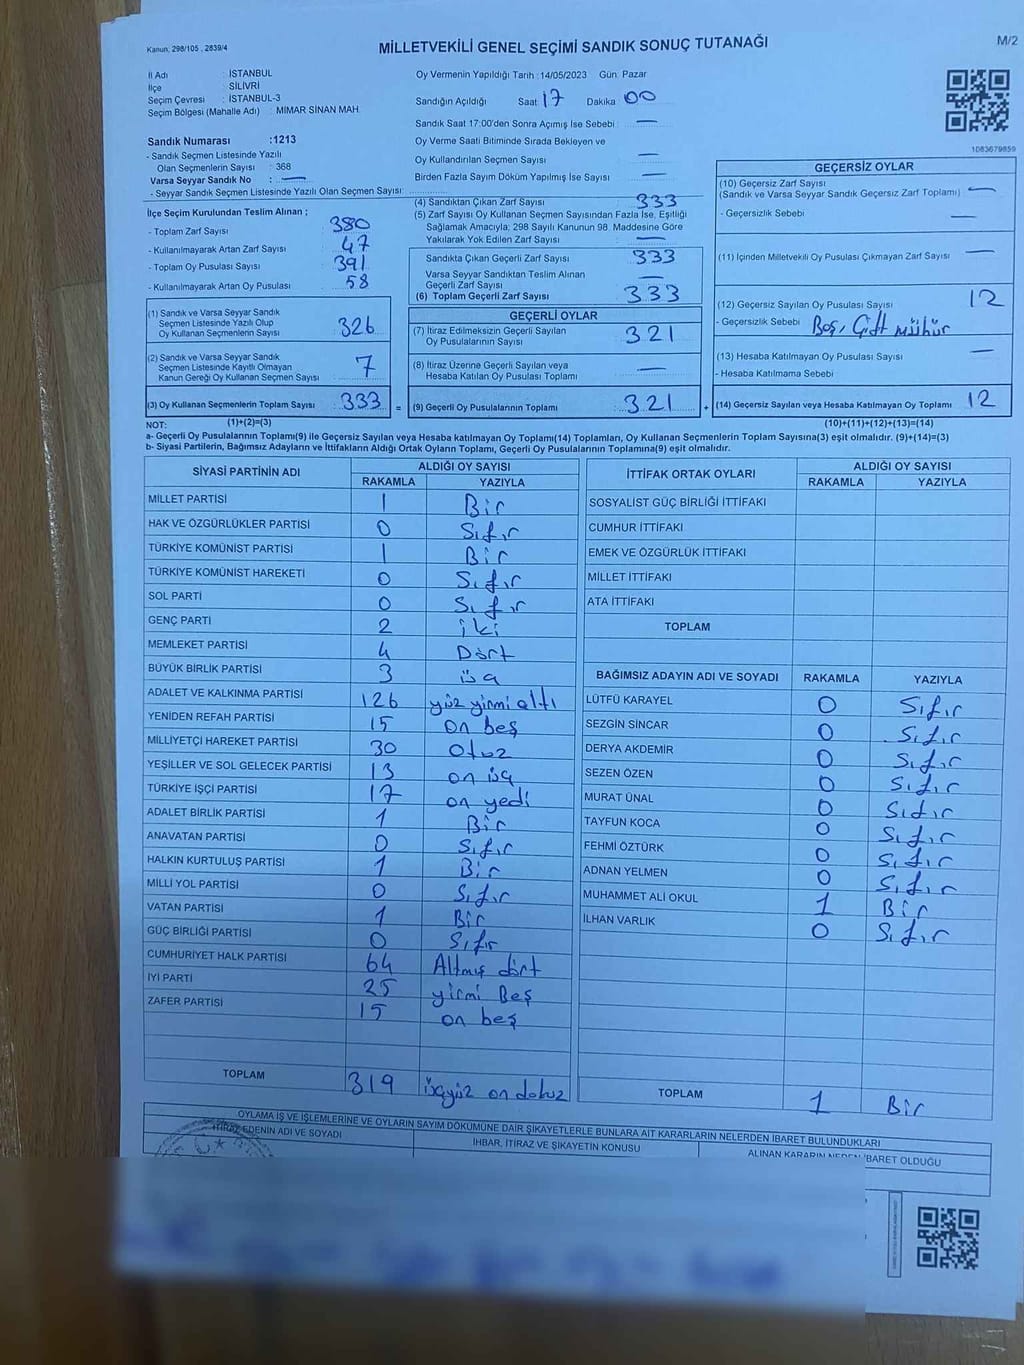 Kanun; 298/105 , 2839/4
MİLLETVEKİLİ GENEL SEÇİMİ SANDIK SONUÇ TUTANAĞI
M/2
İl Adı : İSTANBUL
İlçe : SİLİVRİ
Seçim Çevresi : İSTANBUL-3
Seçim Bölgesi (Mahalle Adı) : MIMAR SİNAN MAH.
Sandık Numarası :1213
- Sandık Seçmen Listesinde Yazılı
Olan Seçmenlerin Sayısı : 368
Varsa Seyyar Sandık No : —
- Seyyar Sandık Seçmen Listesinde Yazılı Olan Seçmen Sayısı:
Oy Vermenin Yapıldığı Tarih :14/05/2023 Gün Pazar
Sandığın Açıldığı Saat 17 Dakika 00
Sandık Saat 17:00'den Sonra Açımış İse Sebebi : —
Oy Verme Saati Bitiminde Sırada Bekleyen ve
Oy Kullandırılan Seçmen Sayısı : —
Birden Fazla Sayım Döküm Yapılmış İse Sayısı : —
1083679859
İlçe Seçim Kurulundan Teslim Alınan ;
- Toplam Zarf Sayısı : 380
- Kullanılmayarak Artan Zarf Sayısı : 47
- Toplam Oy Pusulası Sayısı : 391
- Kullanılmayarak Artan Oy Pusulası : 58
(1) Sandık ve Varsa Seyyar Sandık
Seçmen Listesinde Yazılı Olup
Oy Kullanan Seçmenlerin Sayısı : 326
(2) Sandık ve Varsa Seyyar Sandık
Seçmen Listesinde Kayıtlı Olmayan
Kanun Gereği Oy Kullanan Seçmen Sayısı : 7
(3) Oy Kullanan Seçmenlerin Toplam Sayısı : 333 =
(4) Sandıktan Çıkan Zarf Sayısı : 333
(5) Zarf Sayısı Oy Kullanan Seçmen Sayısından Fazla İse, Eşitliği
Sağlamak Amacıyla; 298 Sayılı Kanunun 98. Maddesine Göre
Yakılarak Yok Edilen Zarf Sayısı : —
Sandıkta Çıkan Geçerli Zarf Sayısı : 333
Varsa Seyyar Sandıktan Teslim Alınan
Geçerli Zarf Sayısı : —
(6) Toplam Geçerli Zarf Sayısı : 333
GEÇERLİ OYLAR
(7) İtiraz Edilmeksizin Geçerli Sayılan
Oy Pusulalarının Sayısı : 321
(8) İtiraz Üzerine Geçerli Sayılan veya
Hesaba Katılan Oy Pusulası Toplamı : —
(9) Geçerli Oy Pusulalarının Toplamı : 321 +
GEÇERSİZ OYLAR
(10) Geçersiz Zarf Sayısı
(Sandık ve Varsa Seyyar Sandık Geçersiz Zarf Toplamı) : —
- Geçersizlik Sebebi —
(11) İçinden Milletvekili Oy Pusulası Çıkmayan Zarf Sayısı : —
(12) Geçersiz Sayılan Oy Pusulası Sayısı : 12
- Geçersizlik Sebebi : Boş, Çift mühür
(13) Hesaba Katılmayan Oy Pusulası Sayısı : —
- Hesaba Katılmama Sebebi
(14) Geçersiz Sayılan veya Hesaba Katılmayan Oy Toplamı : 12
NOT: (1)+(2)=(3) (10)+(11)+(12)+(13)=(14)
a- Geçerli Oy Pusulalarının Toplamı(9) ile Geçersiz Sayılan veya Hesaba katılmayan Oy Toplamı(14) Toplamları, Oy Kullanan Seçmenlerin Toplam Sayısına(3) eşit olmalıdır. (9)+(14)=(3)
b- Siyasi Partilerin, Bağımsız Adayların ve İttifakların Aldığı Ortak Oyların Toplamı, Geçerli Oy Pusulalarının Toplamına(9) eşit olmalıdır.
SİYASİ PARTİNİN ADI ALDIĞI OY SAYISI
RAKAMLA YAZIYLA
MİLLET PARTİSİ 1 Bir
HAK VE ÖZGÜRLÜKLER PARTİSİ 0 Sıfır
TÜRKİYE KOMÜNİST PARTİSİ 1 Bir
TÜRKİYE KOMÜNİST HAREKETİ 0 Sıfır
SOL PARTİ 0 Sıfır
GENÇ PARTİ 2 iki
MEMLEKET PARTİSİ 4 Dört
BÜYÜK BİRLİK PARTİSİ 3 üç
ADALET VE KALKINMA PARTİSİ 126 yüz yirmi altı
YENİDEN REFAH PARTİSİ 15 on beş
MİLLİYETÇİ HAREKET PARTİSİ 30 Otuz
YEŞİLLER VE SOL GELECEK PARTİSİ 13 on üç
TÜRKİYE İŞÇİ PARTİSİ 17 on yedi
ADALET BİRLİK PARTİSİ 1 Bir
ANAVATAN PARTİSİ 0 Sıfır
HALKIN KURTULUŞ PARTİSİ 1 Bir
MİLLİ YOL PARTİSİ 0 Sıfır
VATAN PARTİSİ 1 Bir
GÜÇ BİRLİĞİ PARTİSİ 0 Sıfır
CUMHURİYET HALK PARTİSİ 64 Altmış dört
İYİ PARTİ 25 yirmi Beş
ZAFER PARTİSİ 15 on beş
TOPLAM 319 üçyüz on dokuz
İTTİFAK ORTAK OYLARI ALDIĞI OY SAYISI
RAKAMLA YAZIYLA
SOSYALİST GÜÇ BİRLİĞİ İTTİFAKI
CUMHUR İTTİFAKI
EMEK VE ÖZGÜRLÜK İTTİFAKI
MİLLET İTTİFAKI
ATA İTTİFAKI
TOPLAM
BAĞIMSIZ ADAYIN ADI VE SOYADI RAKAMLA YAZIYLA
LÜTFÜ KARAYEL 0 Sıfır
SEZGİN SİNCAR 0 Sıfır
DERYA AKDEMİR 0 Sıfır
SEZEN ÖZEN 0 Sıfır
MURAT ÜNAL 0 Sıfır
TAYFUN KOCA 0 Sıfır
FEHMİ ÖZTÜRK 0 Sıfır
ADNAN YELMEN 0 Sıfır
MUHAMMET ALİ OKUL 1 Bir
İLHAN VARLIK 0 Sıfır
TOPLAM 1 Bir
OYLAMA İŞ VE İŞLEMLERİNE VE OYLARIN SAYIM DÖKÜMÜNE DAİR ŞİKAYETLERLE BUNLARA AİT KARARLARIN NELERDEN İBARET BULUNDUKLARI
İTİRAZ EDENİN ADI VE SOYADI İHBAR, İTİRAZ VE ŞİKAYETİN KONUSU ALINAN KARARIN NEDEN İBARET OLDUĞU